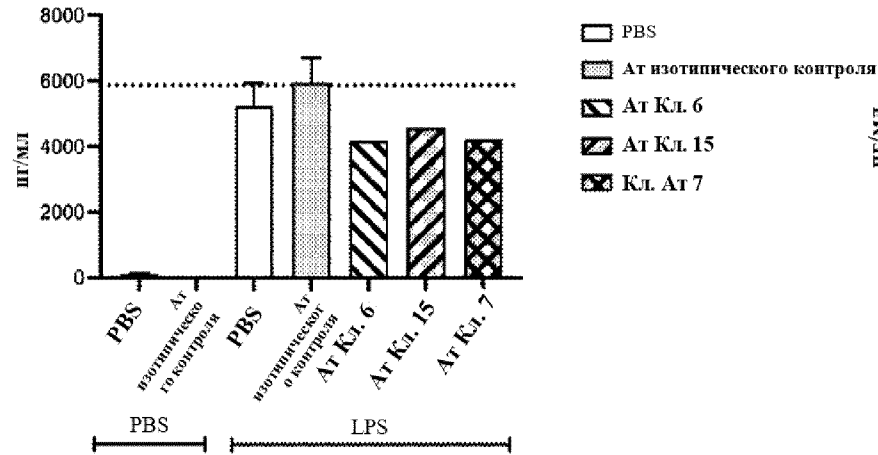 8000
6000
4000
2000
0
пг/мл
PBS
Ат
изотипическо
го контроля
PBS
Ат
изотипическог
о контроля
Ат Кл. 6
Ат Кл. 15
Ат Кл. 7
PBS
LPS
PBS
Ат изотипического контроля
Ат Кл. 6
Ат Кл. 15
Кл. Ат 7
пг/мл